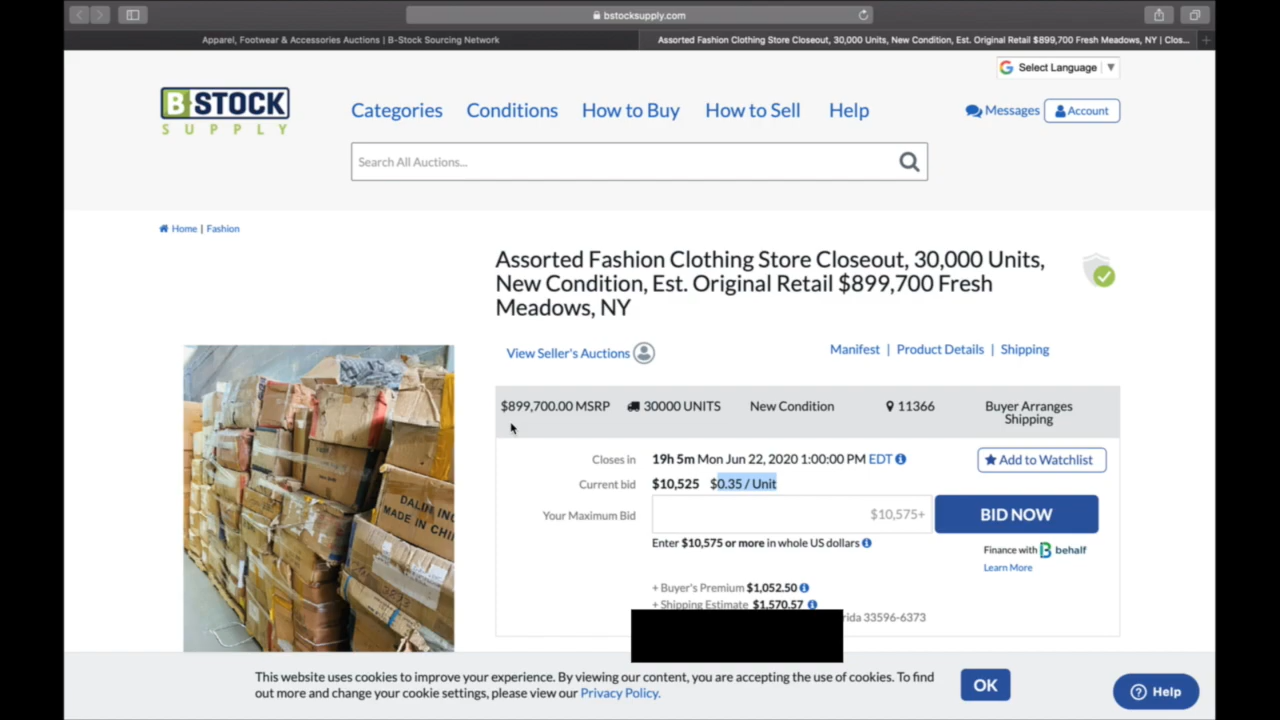 bstocksupply.com
Apparel, Footwear & Accessories Auctions | B-Stock Sourcing Network
Assorted Fashion Clothing Store Closeout, 30,000 Units, New Condition, Est. Original Retail $899,700 Fresh Meadows, NY | Clos...
Select Language ▼
B-STOCK
SUPPLY
Categories
Conditions
How to Buy
How to Sell
Help
Messages
Account
Search All Auctions...
Home | Fashion
Assorted Fashion Clothing Store Closeout, 30,000 Units,
New Condition, Est. Original Retail $899,700 Fresh
Meadows, NY
View Seller's Auctions
Manifest | Product Details | Shipping
$899,700.00 MSRP
30000 UNITS
New Condition
11366
Buyer Arranges
Shipping
Closes in 19h 5m Mon Jun 22, 2020 1:00:00 PM EDT
Add to Watchlist
Current bid $10,525 $0.35 / Unit
Your Maximum Bid $10,575+
BID NOW
Enter $10,575 or more in whole US dollars
Finance with behalf
Learn More
+ Buyer's Premium $1,052.50
+ Shipping Estimate $1,570.57
rida 33596-6373
MADE IN CHI
This website uses cookies to improve your experience. By viewing our content, you are accepting the use of cookies. To find
out more and change your cookie settings, please view our Privacy Policy.
OK
Help